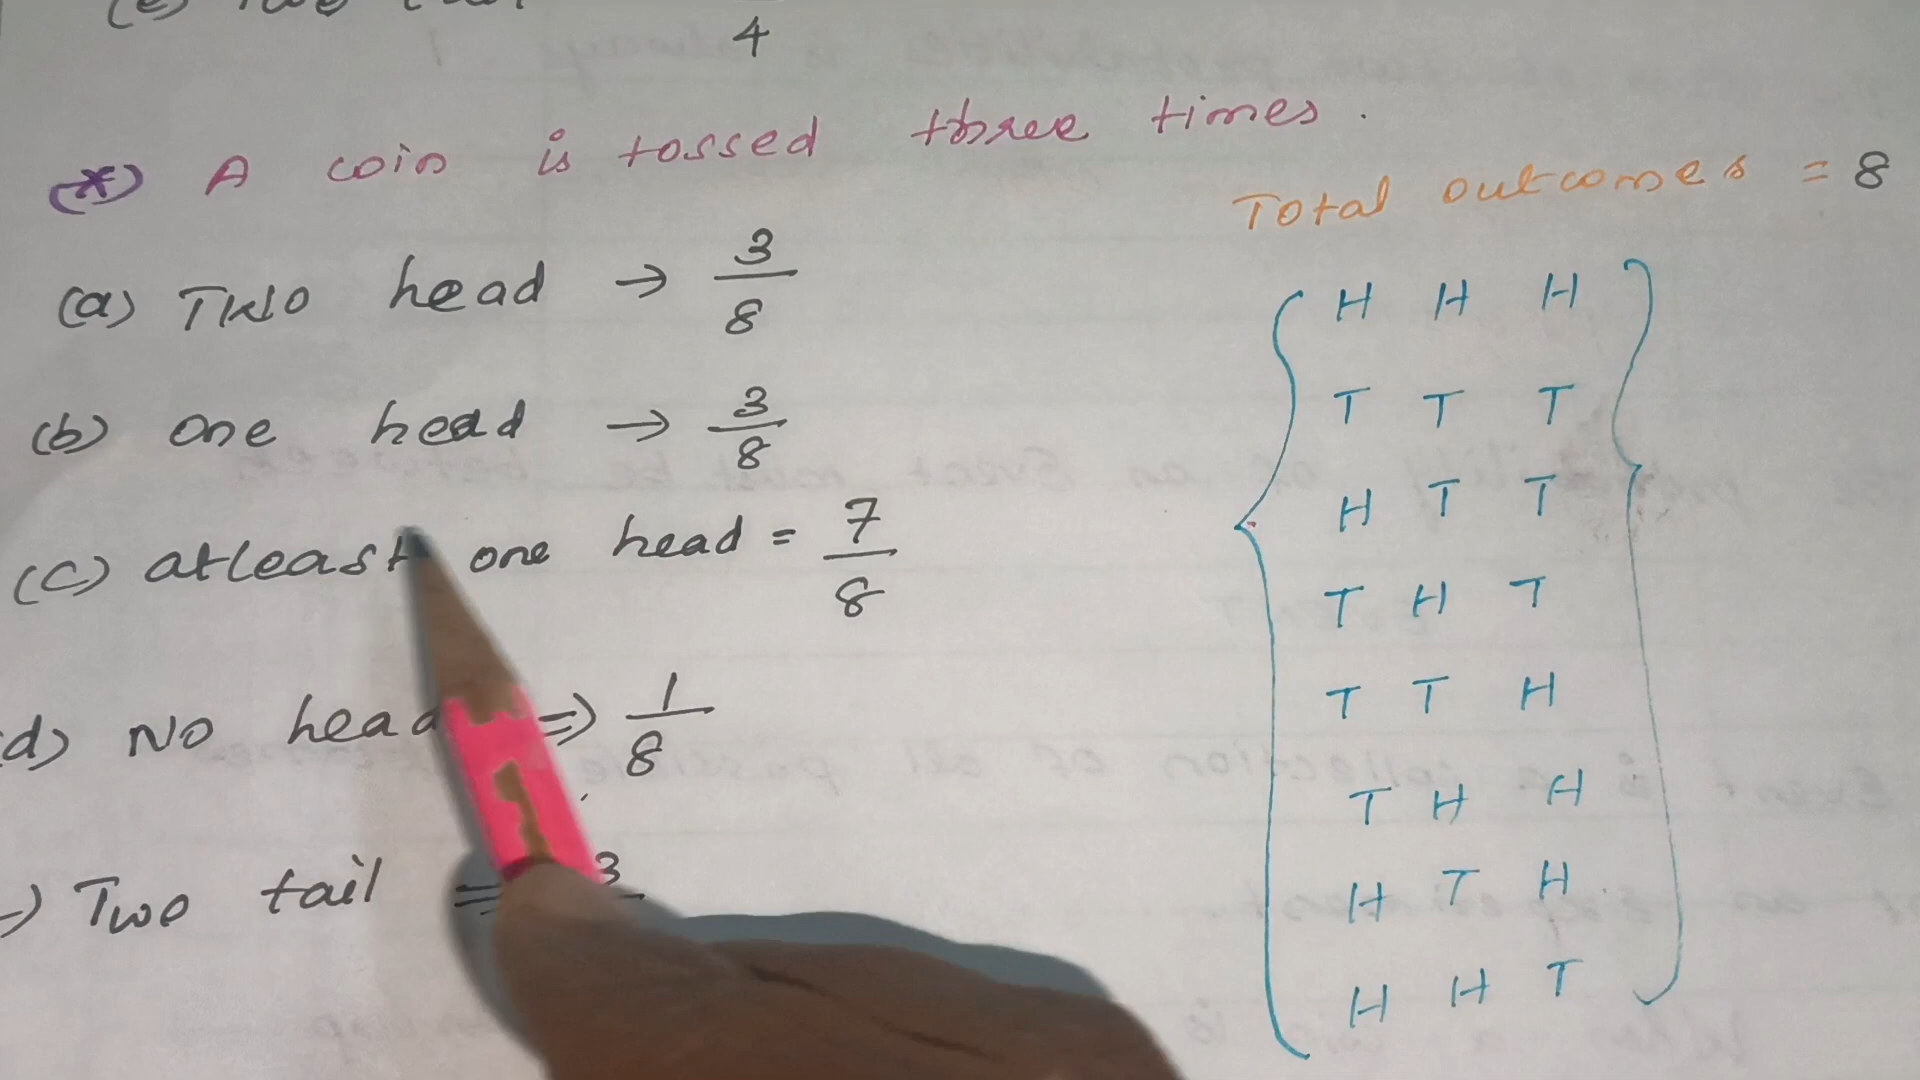 4
(*) A coin is tossed three times.
Total outcomes = 8
(a) Two head → 3/8
(b) one head → 3/8
(c) atleast one head = 7/8
d) No head ⇒ 1/8
) Two tail = 3
H H H
T T T
H T T
T H T
T T H
T H H
H T H
H H T